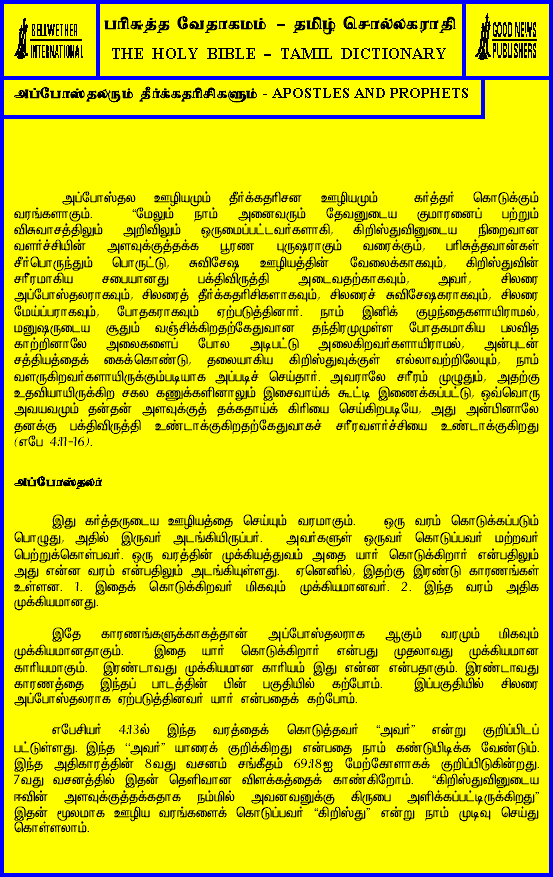 BELLWETHER
INTERNATIONAL
பரிசுத்த வேதாகமம் – தமிழ் சொல்லகராதி
THE HOLY BIBLE – TAMIL DICTIONARY
GOOD NEWS
PUBLISHERS
அப்போஸ்தலரும் தீர்க்கதரிசிகளும் - APOSTLES AND PROPHETS
அப்போஸ்தல ஊழியமும் தீர்க்கதரிசன ஊழியமும் கர்த்தர் கொடுக்கும்
வரங்களாகும். “மேலும் நாம் அனைவரும் தேவனுடைய குமாரனைப் பற்றும்
விசுவாசத்திலும் அறிவிலும் ஒருமைப்பட்டவர்களாகி, கிறிஸ்துவினுடைய நிறைவான
வளர்ச்சியின் அளவுக்குத்தக்க பூரண புருஷராகும் வரைக்கும், பரிசுத்தவான்கள்
சீர்பொருந்தும் பொருட்டு, சுவிசேஷ ஊழியத்தின் வேலைக்காகவும், கிறிஸ்துவின்
சரீரமாகிய சபையானது பக்திவிருத்தி அடைவதற்காகவும், அவர், சிலரை
அப்போஸ்தலராகவும், சிலரைத் தீர்க்கதரிசிகளாகவும், சிலரைச் சுவிசேஷகராகவும், சிலரை
மேய்ப்பராகவும், போதகராகவும் ஏற்படுத்தினார். நாம் இனிக் குழந்தைகளாயிராமல்,
மனுஷருடைய சூதும் வஞ்சிக்கிறதற்கேதுவான தந்திரமுமுள்ள போதகமாகிய பலவித
காற்றினாலே அலைகளைப் போல அடிபட்டு அலைகிறவர்களாயிராமல், அன்புடன்
சத்தியத்தைக் கைக்கொண்டு, தலையாகிய கிறிஸ்துவுக்குள் எல்லாவற்றிலேயும், நாம்
வளருகிறவர்களாயிருக்கும்படியாக அப்படிச் செய்தார். அவராலே சரீரம் முழுதும், அதற்கு
உதவியாயிருக்கிற சகல கணுக்களினாலும் இசைவாய்க் கூட்டி இணைக்கப்பட்டு, ஒவ்வொரு
அவயவமும் தன்தன் அளவுக்குத் தக்கதாய்க் கிரியை செய்கிறபடியே, அது அன்பினாலே
தனக்கு பக்திவிருத்தி உண்டாக்குகிறதற்கேதுவாகச் சரீரவளர்ச்சியை உண்டாக்குகிறது
(எபே 4:11-16).
அப்போஸ்தலர்
இது கர்த்தருடைய ஊழியத்தை செய்யும் வரமாகும். ஒரு வரம் கொடுக்கப்படும்
பொழுது, அதில் இருவர் அடங்கியிருப்பர். அவர்களுள் ஒருவர் கொடுப்பவர் மற்றவர்
பெற்றுக்கொள்பவர். ஒரு வரத்தின் முக்கியத்துவம் அதை யார் கொடுக்கிறார் என்பதிலும்
அது என்ன வரம் என்பதிலும் அடங்கியுள்ளது. ஏனெனில், இதற்கு இரண்டு காரணங்கள்
உள்ளன. 1. இதைக் கொடுக்கிறவர் மிகவும் முக்கியமானவர். 2. இந்த வரம் அதிக
முக்கியமானது.
இதே காரணங்களுக்காகத்தான் அப்போஸ்தலராக ஆகும் வரமும் மிகவும்
முக்கியமானதாகும். இதை யார் கொடுக்கிறார் என்பது முதலாவது முக்கியமான
காரியமாகும். இரண்டாவது முக்கியமான காரியம் இது என்ன என்பதாகும். இரண்டாவது
காரணத்தை இந்தப் பாடத்தின் பின் பகுதியில் கற்போம். இப்பகுதியில் சிலரை
அப்போஸ்தலராக ஏற்படுத்தினவர் யார் என்பதைக் கற்போம்.
எபேசியர் 4:13ல் இந்த வரத்தைக் கொடுத்தவர் “அவர்” என்று குறிப்பிடப்
பட்டுள்ளது. இந்த “அவர்” யாரைக் குறிக்கிறது என்பதை நாம் கண்டுபிடிக்க வேண்டும்.
இந்த அதிகாரத்தின் 8வது வசனம் சங்கீதம் 69:18ஐ மேற்கோளாகக் குறிப்பிடுகின்றது.
7வது வசனத்தில் இதன் தெளிவான விளக்கத்தைக் காண்கிறோம். “கிறிஸ்துவினுடைய
ஈவின் அளவுக்குத்தக்கதாக நம்மில் அவனவனுக்கு கிருபை அளிக்கப்பட்டிருக்கிறது”
இதன் மூலமாக ஊழிய வரங்களைக் கொடுப்பவர் “கிறிஸ்து” என்று நாம் முடிவு செய்து
கொள்ளலாம்.